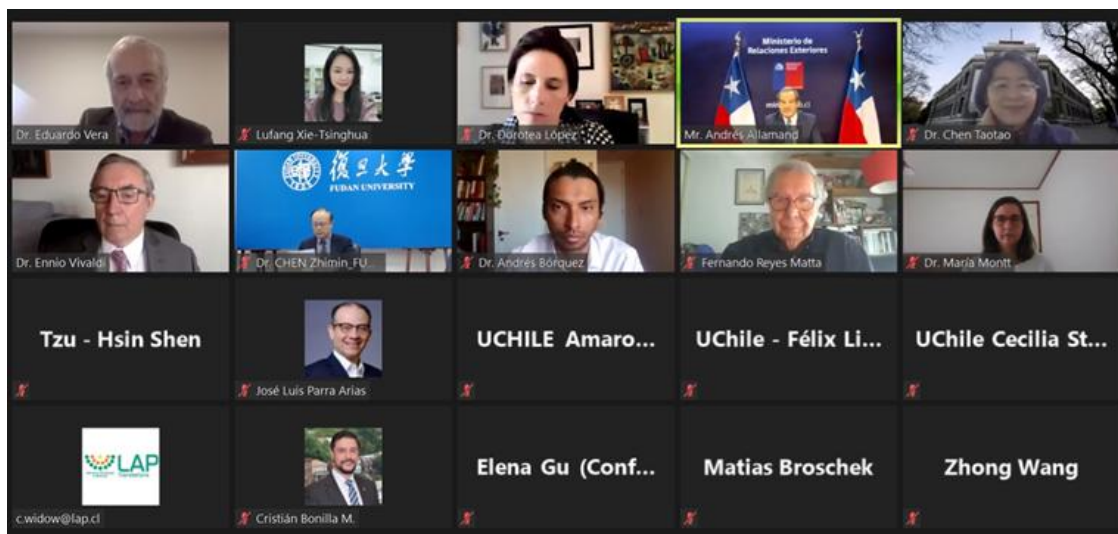 Dr. Eduardo Vera
Lufang Xie-Tsinghua
Dr. Dorotea López
Ministerio de
Relaciones Exteriores
Mr. Andrés Allamand
Dr. Chen Taotao
Dr. Ennio Vivaldi
復旦大學
FUDAN UNIVERSITY
Dr. CHEN Zhimin_FU...
Dr. Andrés Bórquez
Fernando Reyes Matta
Dr. María Montt
Tzu - Hsin Shen
José Luis Parra Arias
UCHILE Amaro...
UChile - Félix Li...
UChile Cecilia St...
LAP
c.widow@lap.cl
Cristián Bonilla M.
Elena Gu (Conf...
Matias Broschek
Zhong Wang